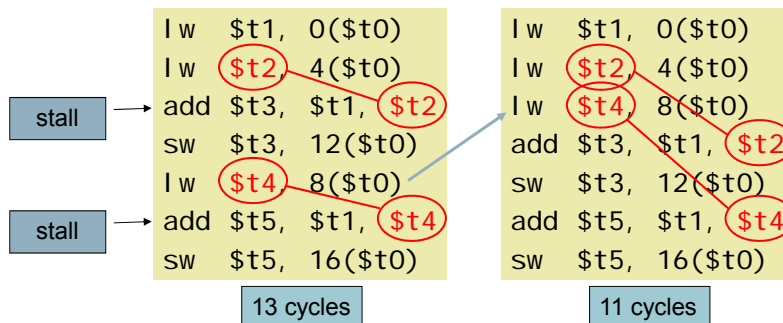 lw $t1, 0($t0)
lw $t2, 4($t0)
stall
add $t3, $t1, $t2
sw $t3, 12($t0)
lw $t4, 8($t0)
stall
add $t5, $t1, $t4
sw $t5, 16($t0)
13 cycles
lw $t1, 0($t0)
lw $t2, 4($t0)
lw $t4, 8($t0)
add $t3, $t1, $t2
sw $t3, 12($t0)
add $t5, $t1, $t4
sw $t5, 16($t0)
11 cycles